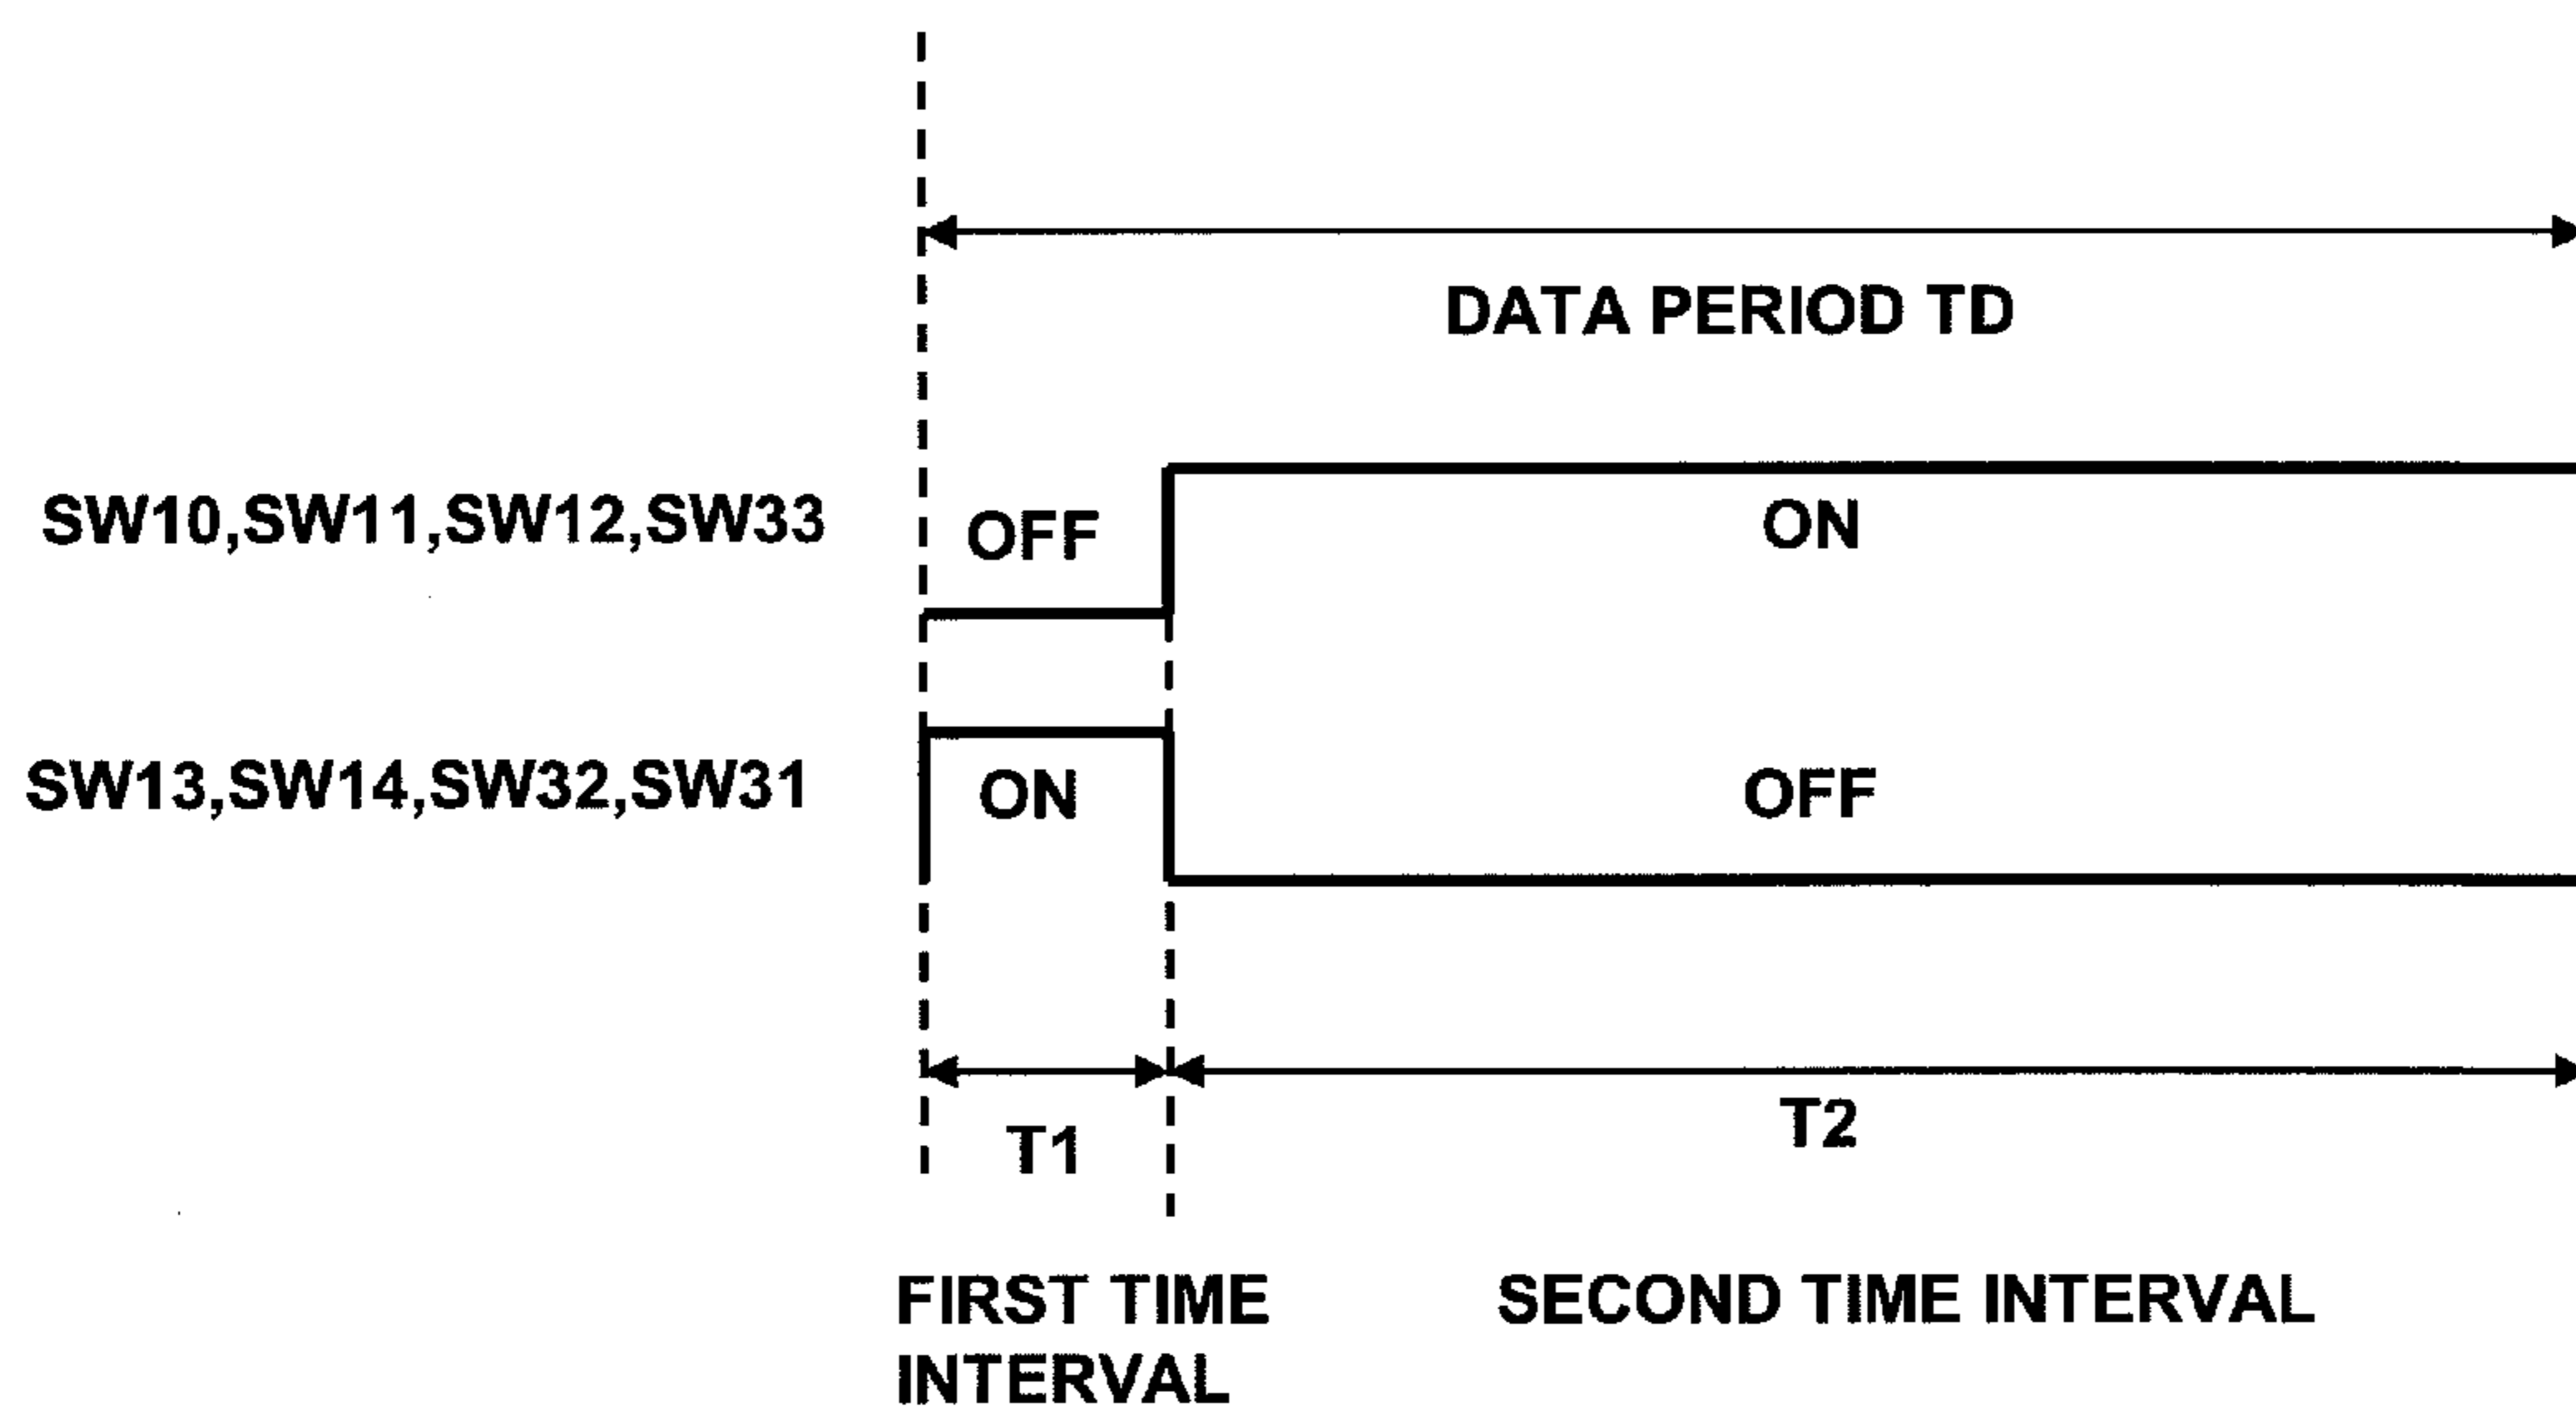 DATA PERIOD TD
SW10,SW11,SW12,SW33
OFF
ON
SW13,SW14,SW32,SW31
ON
OFF
T1
T2
FIRST TIME
INTERVAL
SECOND TIME INTERVAL